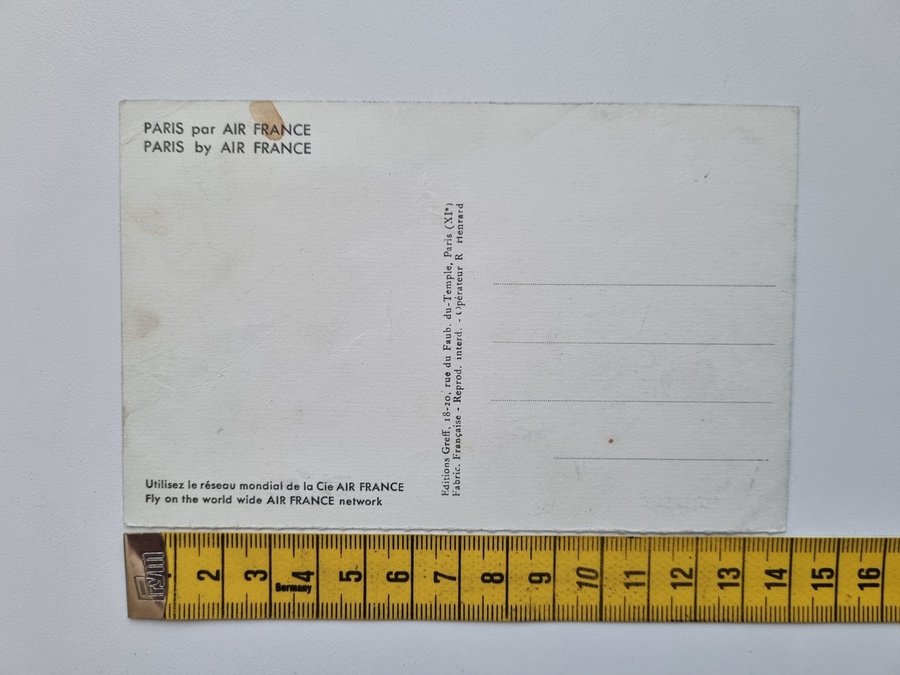 PARIS par AIR FRANCE
PARIS by AIR FRANCE
Editions Greff, 18-20, rue du Faub. du-Temple, Paris (XIᵉ)
Fabric. Française - Reprod. interd. - Opérateur R Henrard
Utilisez le réseau mondial de la Cie AIR FRANCE
Fly on the world wide AIR FRANCE network
2 3 4 5 6 7 8 9 10 11 12 13 14 15 16
Germany